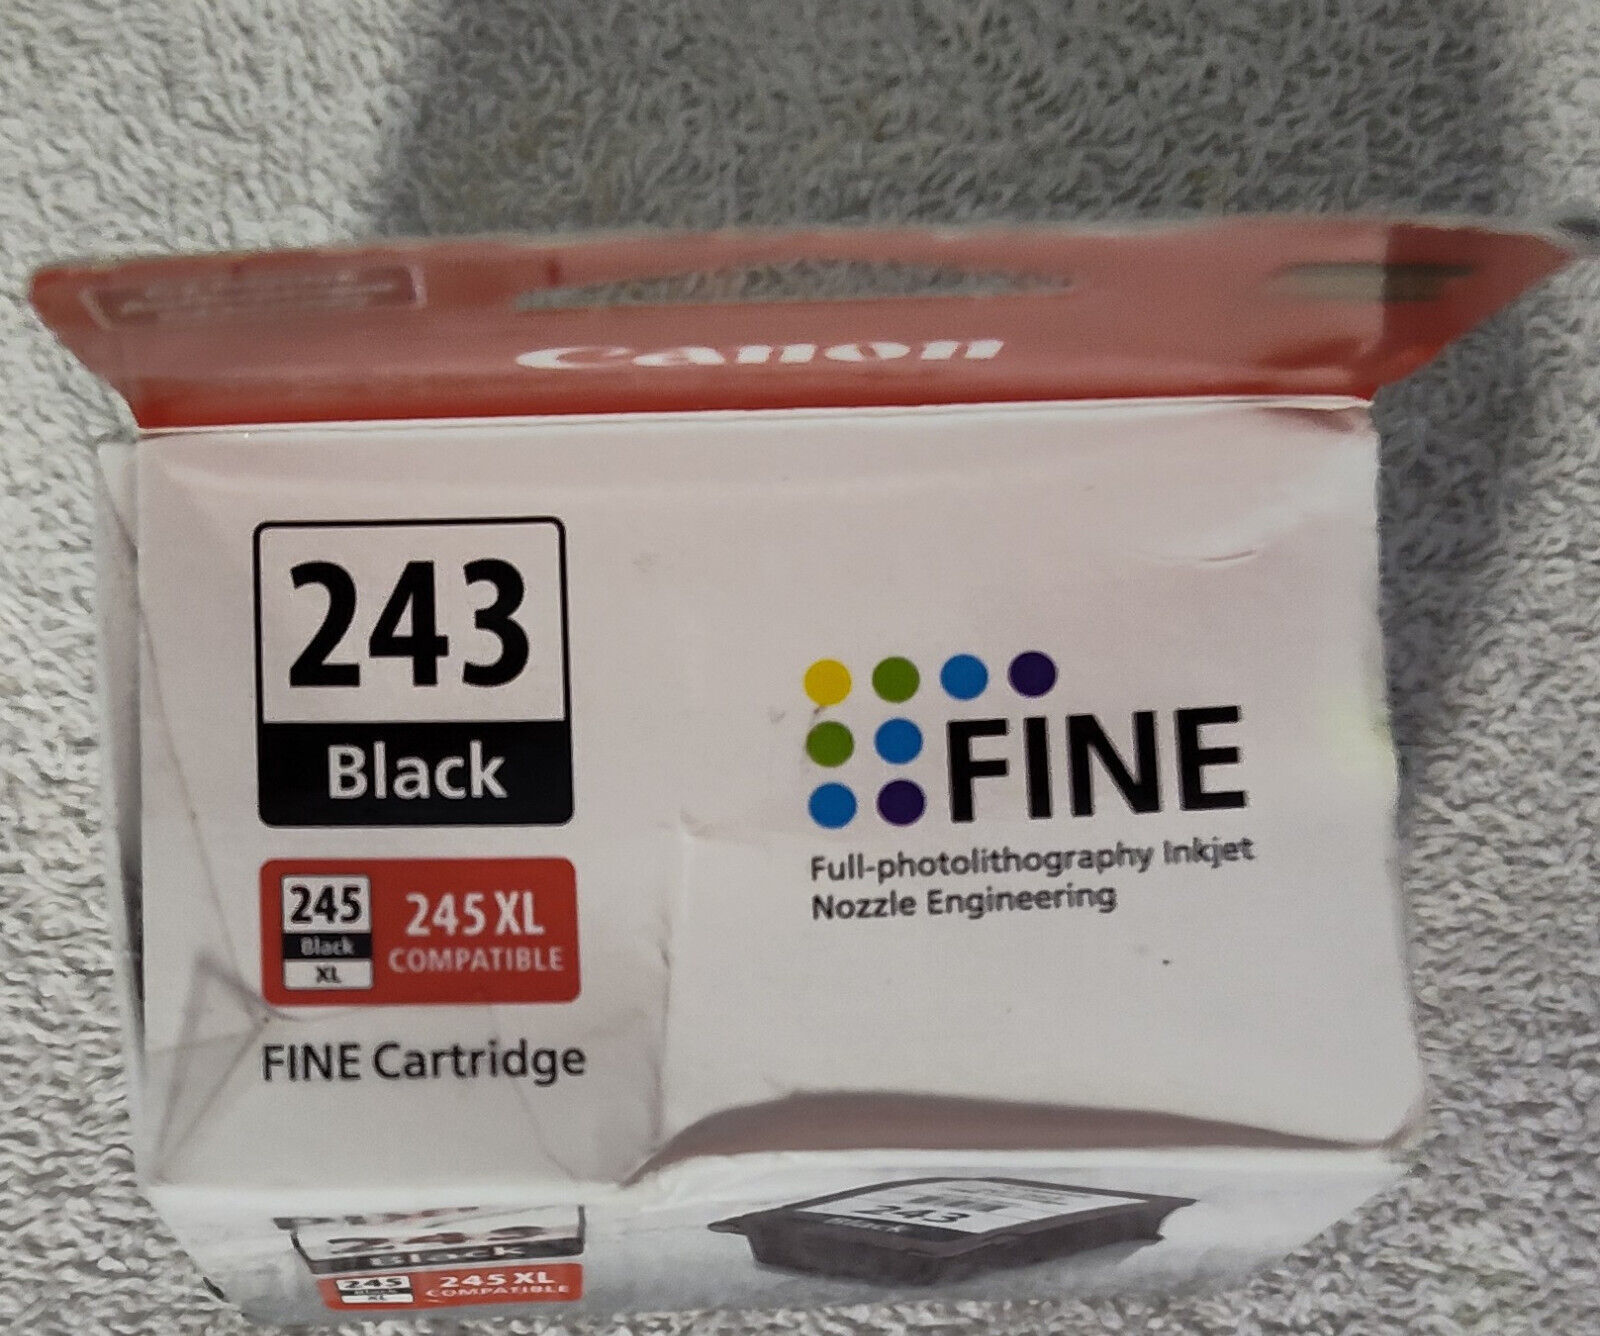 Canon
243
Black
245
Black
XL
245 XL
COMPATIBLE
FINE Cartridge
FINE
Full-photolithography Inkjet
Nozzle Engineering
243
Black
245
Black
XL
245 XL
COMPATIBLE
243
BLACK